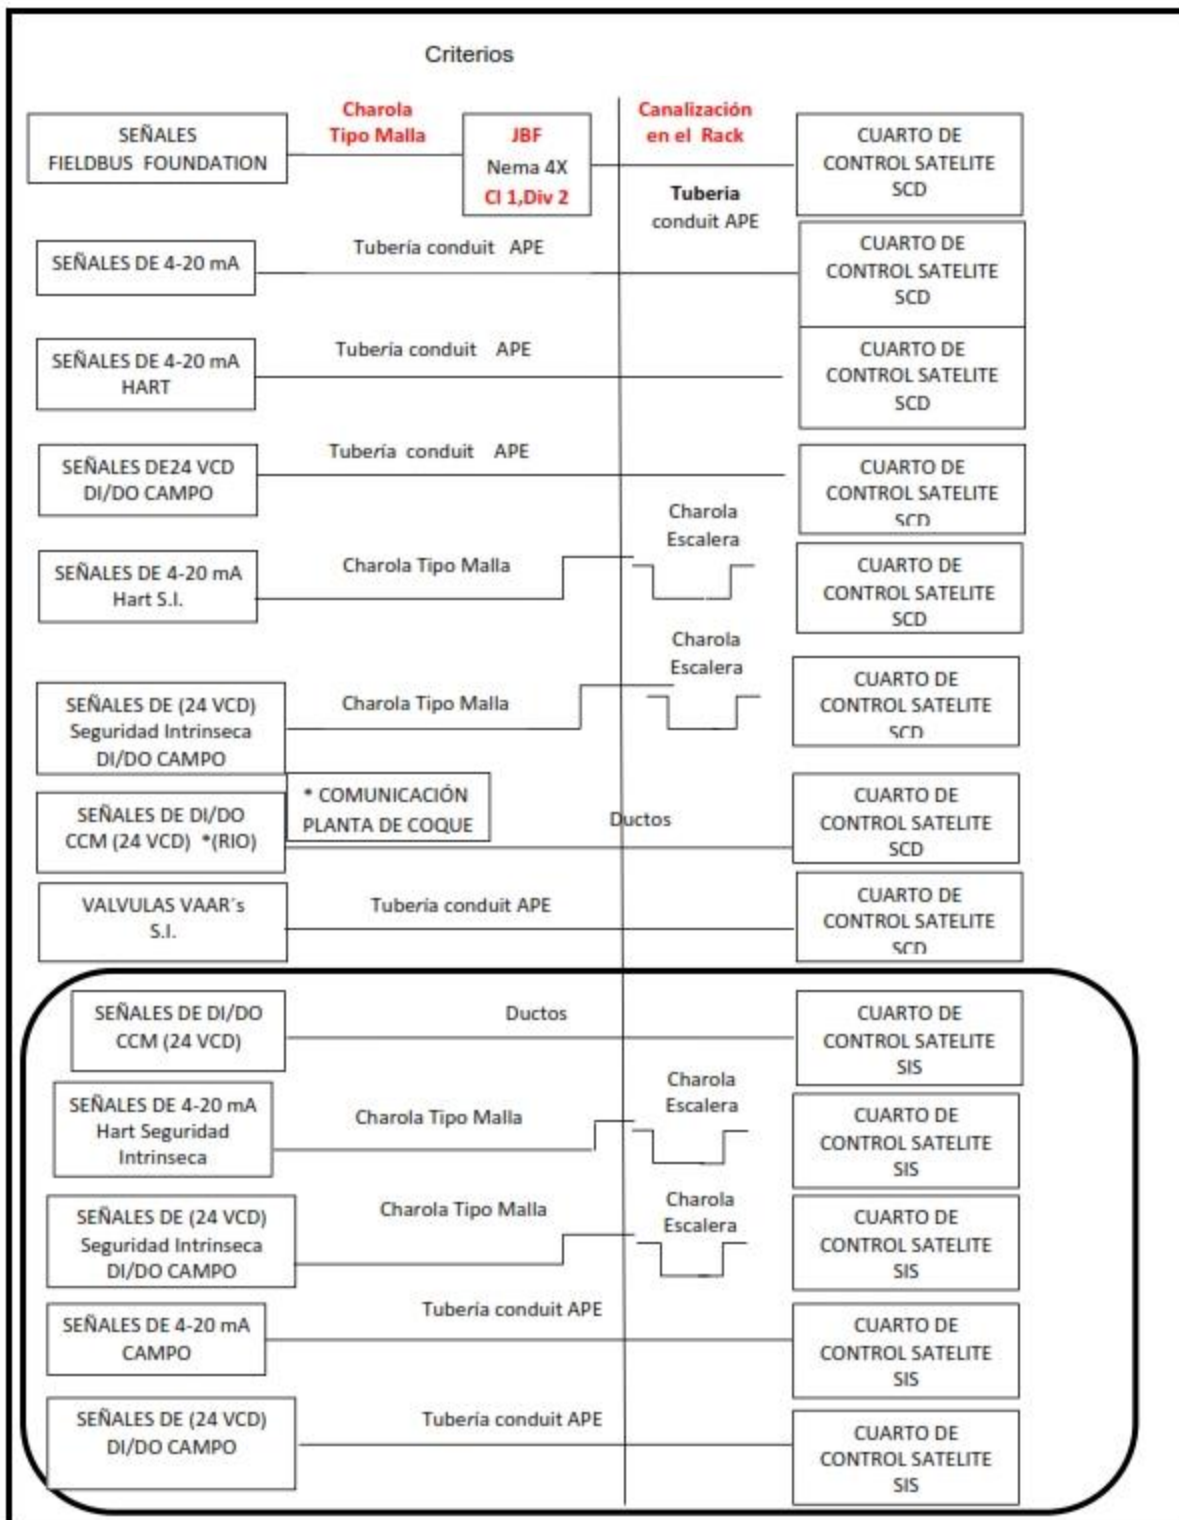 Criterios
SEÑALES
FIELDBUS FOUNDATION
Charola
Tipo Malla
JBF
Nema 4X
Cl 1,Div 2
Canalización
en el Rack
Tuberia
conduit APE
CUARTO DE
CONTROL SATELITE
SCD
SEÑALES DE 4-20 mA
Tubería conduit APE
CUARTO DE
CONTROL SATELITE
SCD
SEÑALES DE 4-20 mA
HART
Tubería conduit APE
CUARTO DE
CONTROL SATELITE
SCD
SEÑALES DE24 VCD
DI/DO CAMPO
Tubería conduit APE
CUARTO DE
CONTROL SATELITE
SCD
SEÑALES DE 4-20 mA
Hart S.I.
Charola Tipo Malla
Charola
Escalera
CUARTO DE
CONTROL SATELITE
SCD
SEÑALES DE (24 VCD)
Seguridad Intrinseca
DI/DO CAMPO
Charola Tipo Malla
Charola
Escalera
CUARTO DE
CONTROL SATELITE
SCD
SEÑALES DE DI/DO
CCM (24 VCD) *(RIO)
* COMUNICACIÓN
PLANTA DE COQUE
Ductos
CUARTO DE
CONTROL SATELITE
SCD
VALVULAS VAAR´s
S.I.
Tubería conduit APE
CUARTO DE
CONTROL SATELITE
SCD
SEÑALES DE DI/DO
CCM (24 VCD)
Ductos
CUARTO DE
CONTROL SATELITE
SIS
SEÑALES DE 4-20 mA
Hart Seguridad
Intrinseca
Charola Tipo Malla
Charola
Escalera
CUARTO DE
CONTROL SATELITE
SIS
SEÑALES DE (24 VCD)
Seguridad Intrinseca
DI/DO CAMPO
Charola Tipo Malla
Charola
Escalera
CUARTO DE
CONTROL SATELITE
SIS
SEÑALES DE 4-20 mA
CAMPO
Tubería conduit APE
CUARTO DE
CONTROL SATELITE
SIS
SEÑALES DE (24 VCD)
DI/DO CAMPO
Tubería conduit APE
CUARTO DE
CONTROL SATELITE
SIS